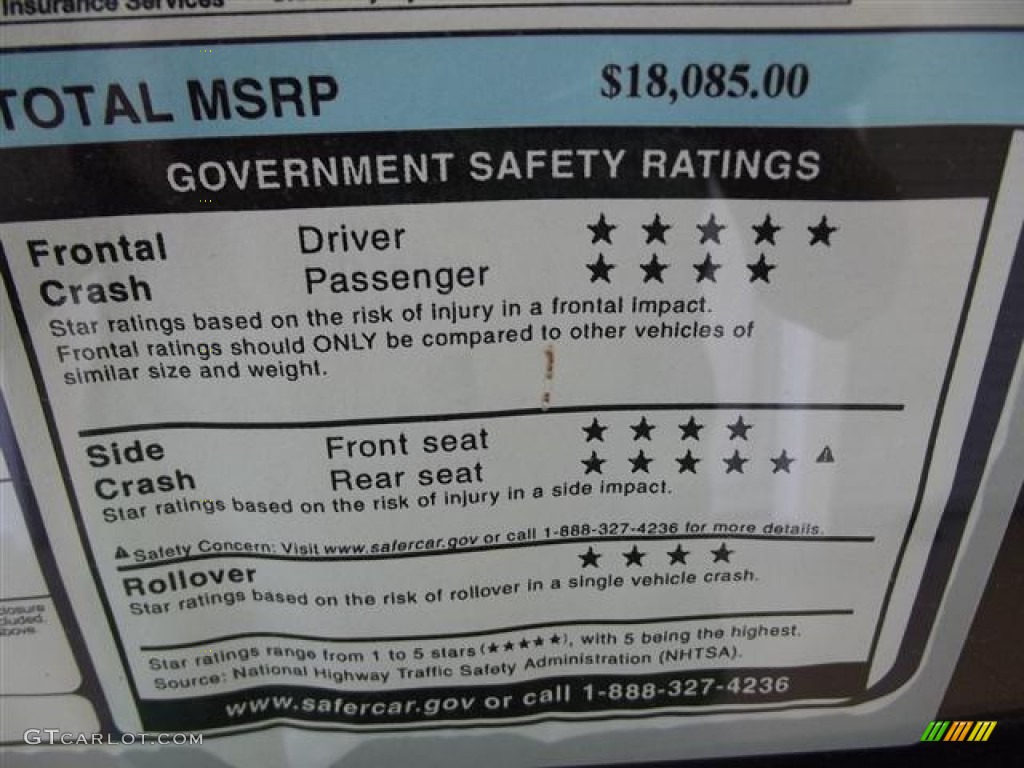 Insurance Services
TOTAL MSRP $18,085.00
GOVERNMENT SAFETY RATINGS
Frontal Driver ★ ★ ★ ★ ★
Crash Passenger ★ ★ ★ ★
Star ratings based on the risk of injury in a frontal impact.
Frontal ratings should ONLY be compared to other vehicles of
similar size and weight.
Side Front seat ★ ★ ★ ★
Crash Rear seat ★ ★ ★ ★ ★ ⚠
Star ratings based on the risk of injury in a side impact.
⚠ Safety Concern: Visit www.safercar.gov or call 1-888-327-4236 for more details.
Rollover ★ ★ ★ ★
Star ratings based on the risk of rollover in a single vehicle crash.
Star ratings range from 1 to 5 stars (★★★★★), with 5 being the highest.
Source: National Highway Traffic Safety Administration (NHTSA).
www.safercar.gov or call 1-888-327-4236
GTCARLOT.COM